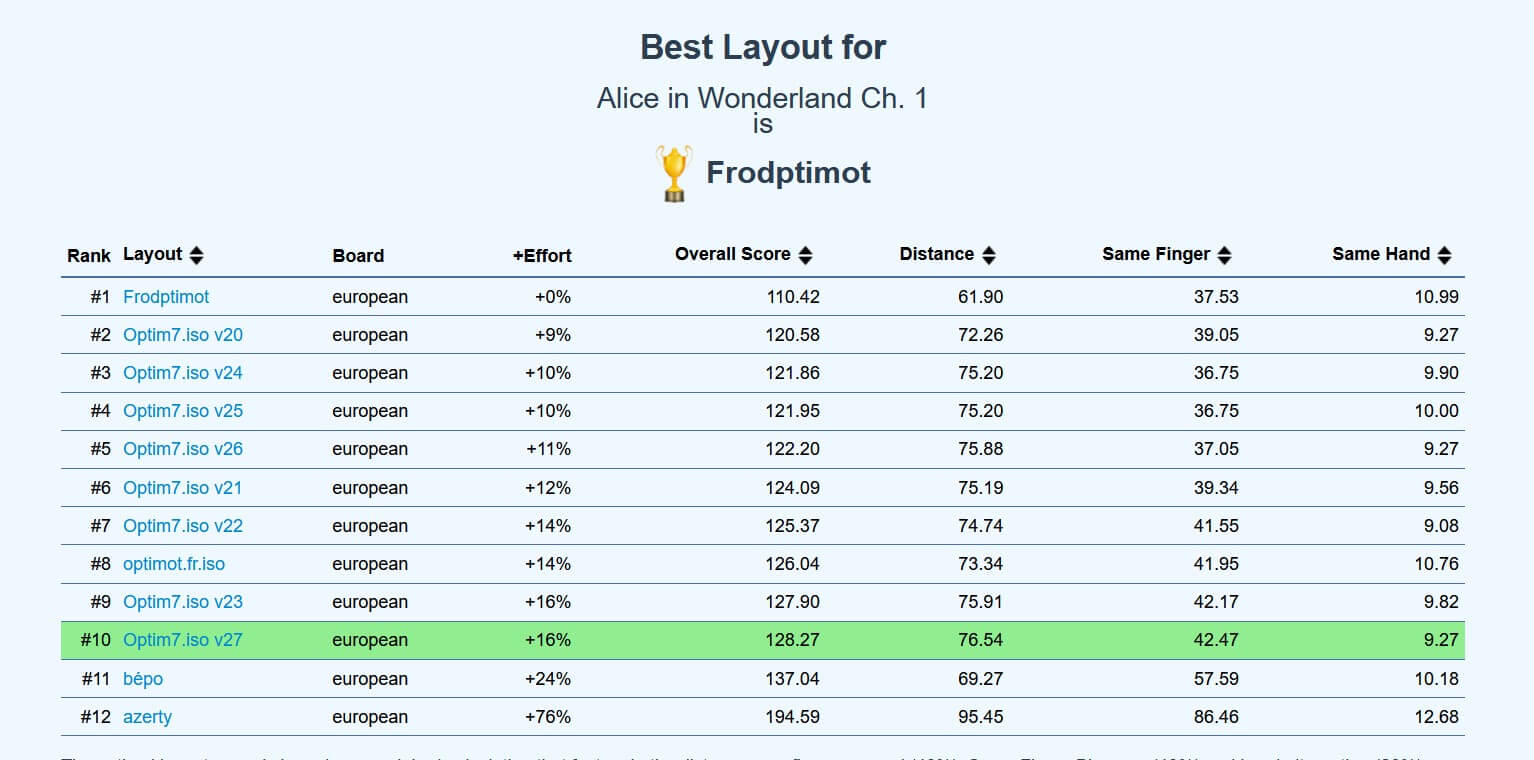 Best Layout for
Alice in Wonderland Ch. 1
is
Frodptimot
Rank Layout Board +Effort Overall Score Distance Same Finger Same Hand
#1 Frodptimot european +0% 110.42 61.90 37.53 10.99
#2 Optim7.iso v20 european +9% 120.58 72.26 39.05 9.27
#3 Optim7.iso v24 european +10% 121.86 75.20 36.75 9.90
#4 Optim7.iso v25 european +10% 121.95 75.20 36.75 10.00
#5 Optim7.iso v26 european +11% 122.20 75.88 37.05 9.27
#6 Optim7.iso v21 european +12% 124.09 75.19 39.34 9.56
#7 Optim7.iso v22 european +14% 125.37 74.74 41.55 9.08
#8 optimot.fr.iso european +14% 126.04 73.34 41.95 10.76
#9 Optim7.iso v23 european +16% 127.90 75.91 42.17 9.82
#10 Optim7.iso v27 european +16% 128.27 76.54 42.47 9.27
#11 bépo european +24% 137.04 69.27 57.59 10.18
#12 azerty european +76% 194.59 95.45 86.46 12.68